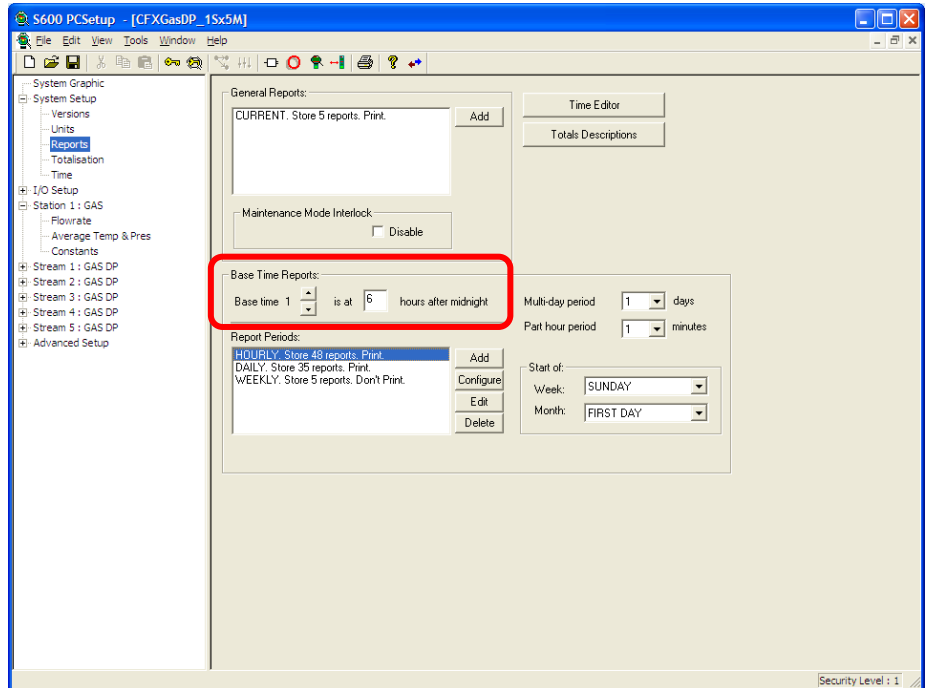 S600 PCSetup - [CFXGasDP_1Sx5M]
File Edit View Tools Window Help
System Graphic
System Setup
Versions
Units
Reports
Totalisation
Time
I/O Setup
Station 1 : GAS
Flowrate
Average Temp & Pres
Constants
Stream 1 : GAS DP
Stream 2 : GAS DP
Stream 3 : GAS DP
Stream 4 : GAS DP
Stream 5 : GAS DP
Advanced Setup
General Reports:
CURRENT. Store 5 reports. Print.
Add
Time Editor
Totals Descriptions
Maintenance Mode Interlock
Disable
Base Time Reports:
Base time 1 is at 6 hours after midnight
Multi-day period 1 days
Part hour period 1 minutes
Report Periods:
HOURLY. Store 48 reports. Print.
DAILY. Store 35 reports. Print.
WEEKLY. Store 5 reports. Don't Print.
Add
Configure
Edit
Delete
Start of:
Week: SUNDAY
Month: FIRST DAY
Security Level : 1